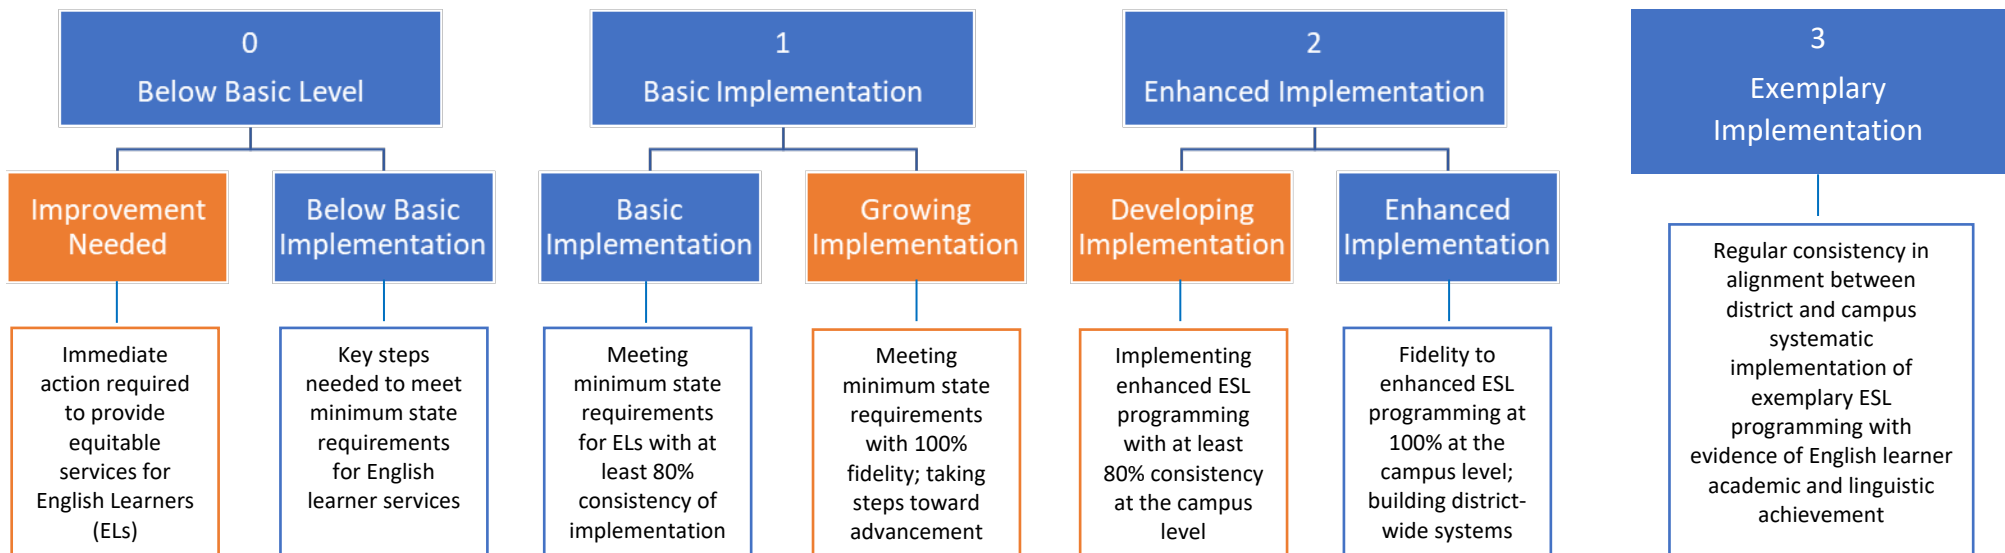 0
Below Basic Level
1
Basic Implementation
2
Enhanced Implementation
3
Exemplary
Implementation
Improvement
Needed
Below Basic
Implementation
Basic
Implementation
Growing
Implementation
Developing
Implementation
Enhanced
Implementation
Immediate
action required
to provide
equitable
services for
English Learners
(ELs)
Key steps
needed to meet
minimum state
requirements
for English
learner services
Meeting
minimum state
requirements
for ELs with at
least 80%
consistency of
implementation
Meeting
minimum state
requirements
with 100%
fidelity; taking
steps toward
advancement
Implementing
enhanced ESL
programming
with at least
80% consistency
at the campus
level
Fidelity to
enhanced ESL
programming at
100% at the
campus level;
building district-
wide systems
Regular consistency in
alignment between
district and campus
systematic
implementation of
exemplary ESL
programming with
evidence of English learner
academic and linguistic
achievement